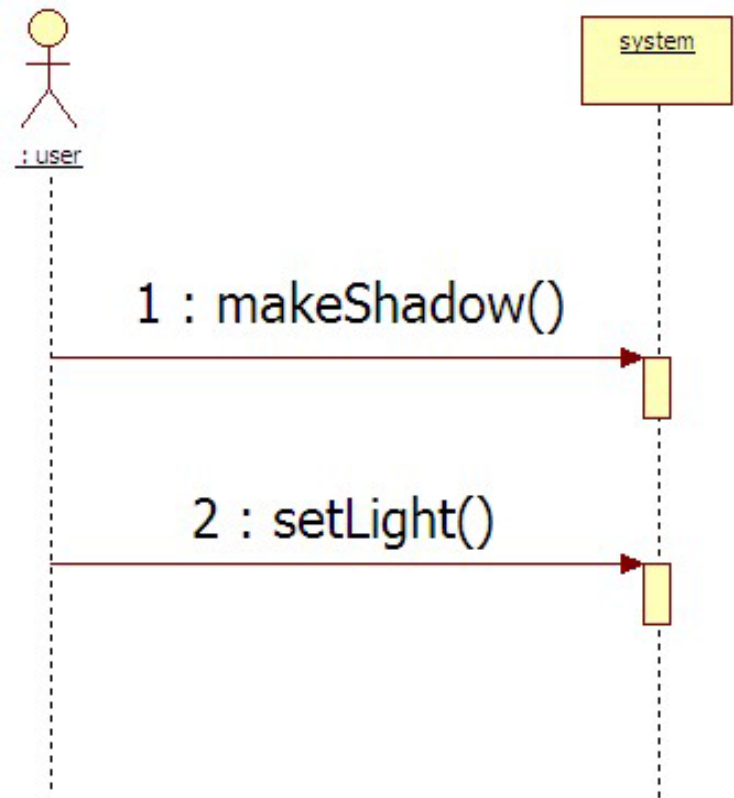 system
: user
1 : makeShadow()
2 : setLight()